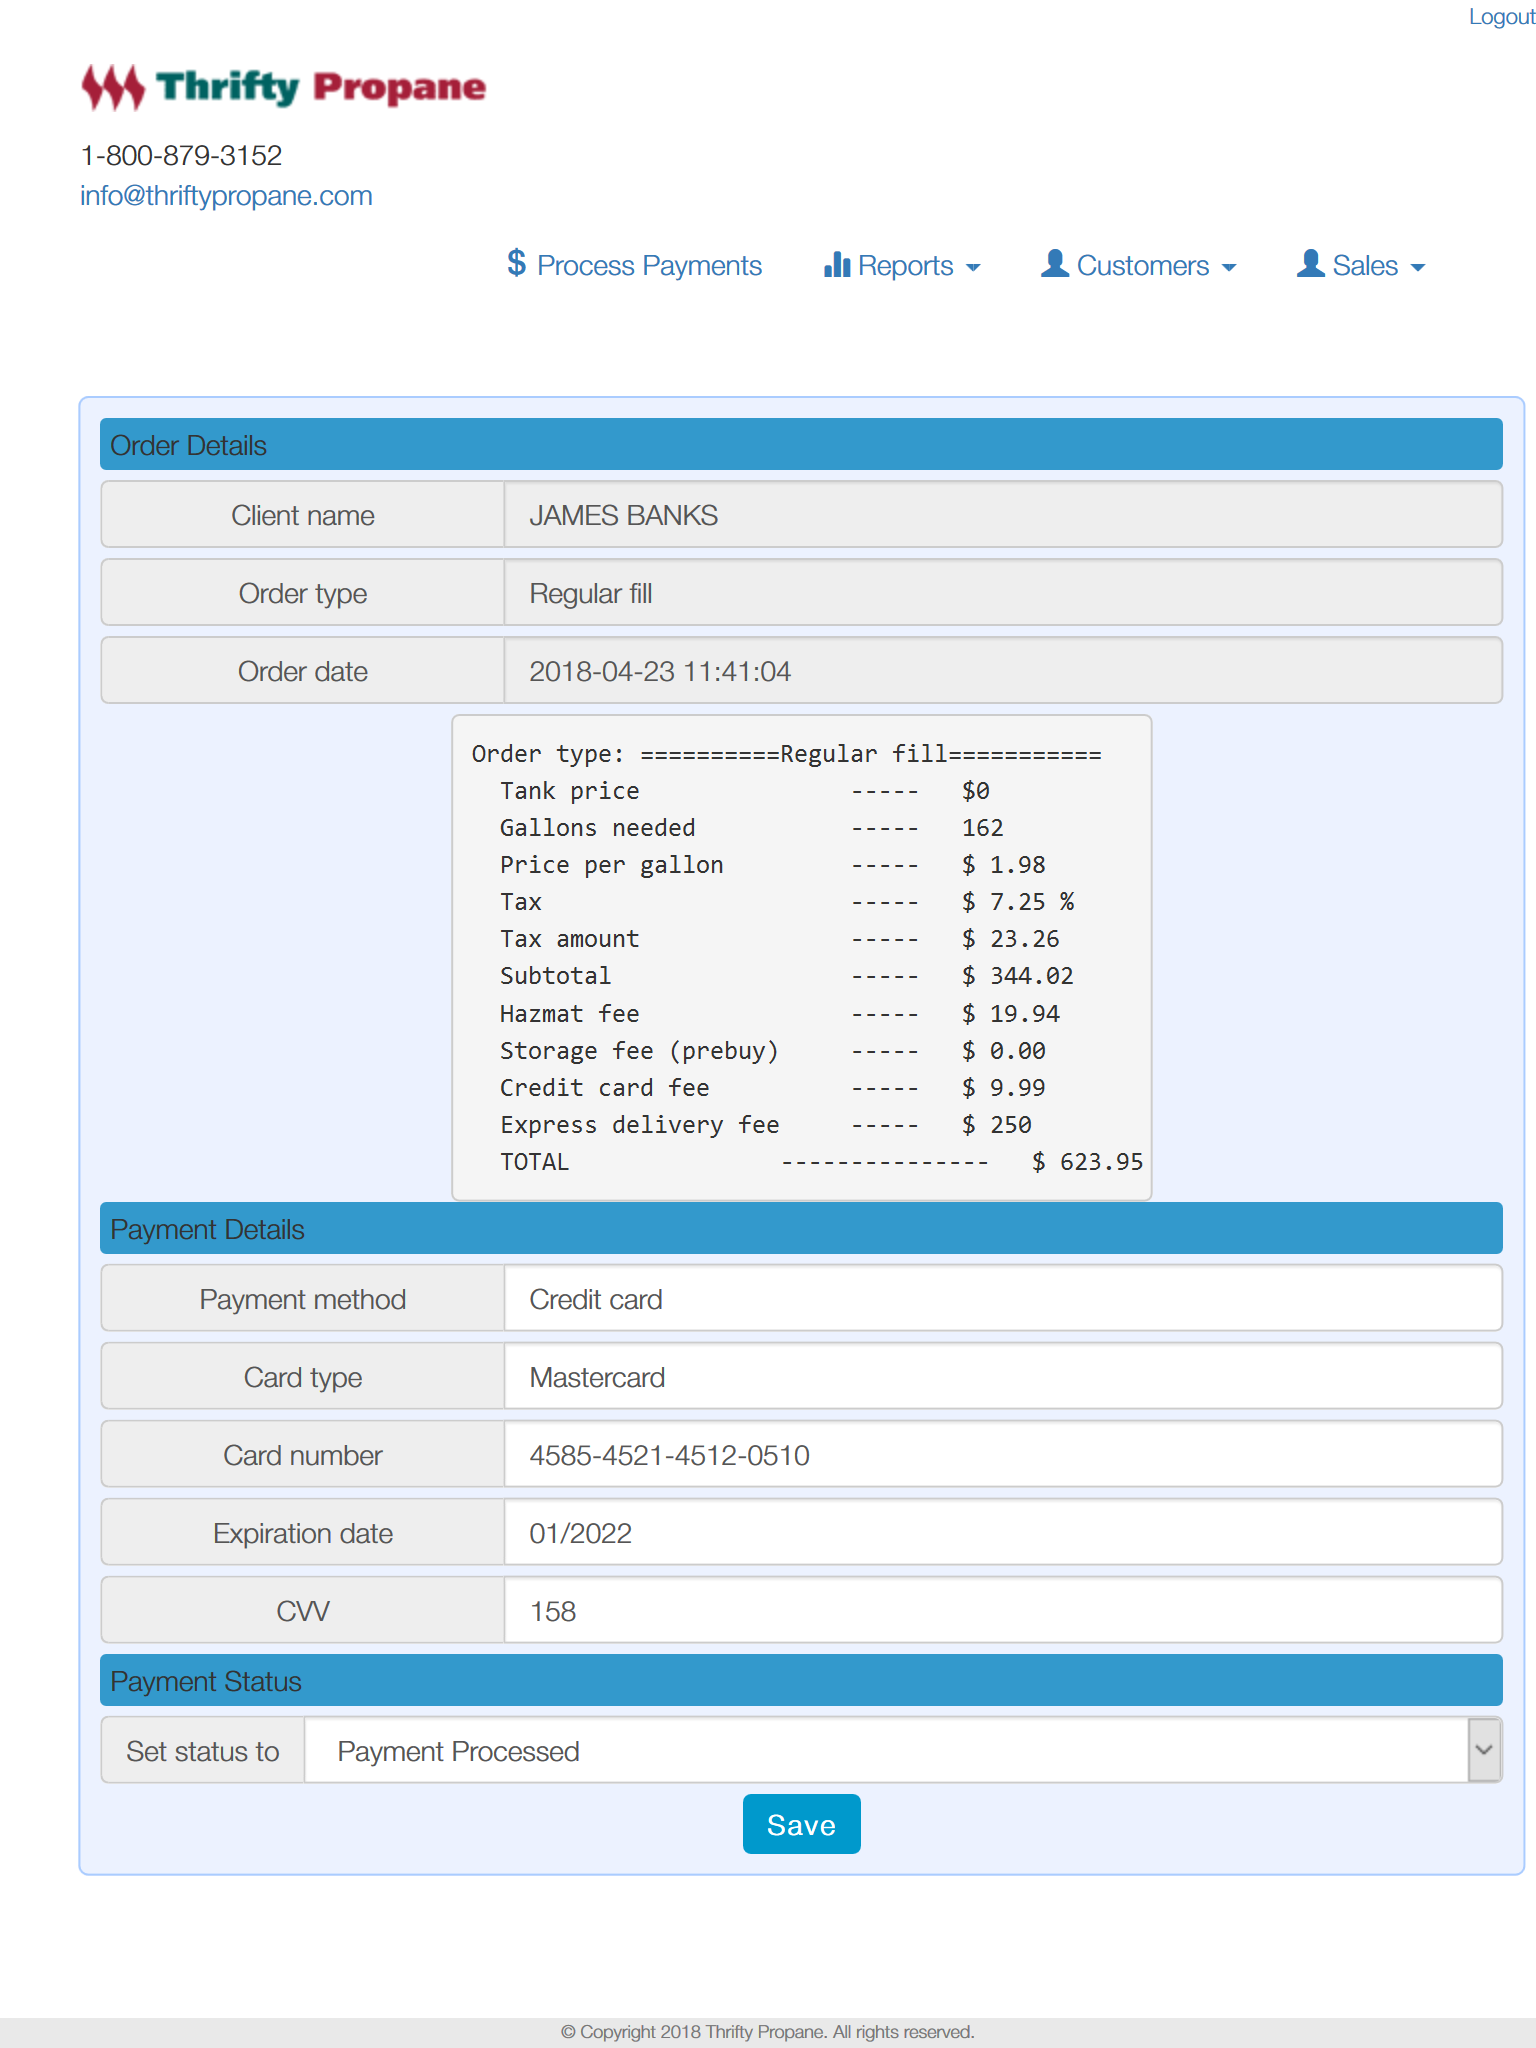 Logout
Thrifty Propane
1-800-879-3152
info@thriftypropane.com
$ Process Payments Reports Customers Sales
Order Details
Client name JAMES BANKS
Order type Regular fill
Order date 2018-04-23 11:41:04
Order type: ==========Regular fill===========
Tank price ----- $0
Gallons needed ----- 162
Price per gallon ----- $ 1.98
Tax ----- $ 7.25 %
Tax amount ----- $ 23.26
Subtotal ----- $ 344.02
Hazmat fee ----- $ 19.94
Storage fee (prebuy) ----- $ 0.00
Credit card fee ----- $ 9.99
Express delivery fee ----- $ 250
TOTAL --------------- $ 623.95
Payment Details
Payment method Credit card
Card type Mastercard
Card number 4585-4521-4512-0510
Expiration date 01/2022
CVV 158
Payment Status
Set status to Payment Processed
Save
© Copyright 2018 Thrifty Propane. All rights reserved.